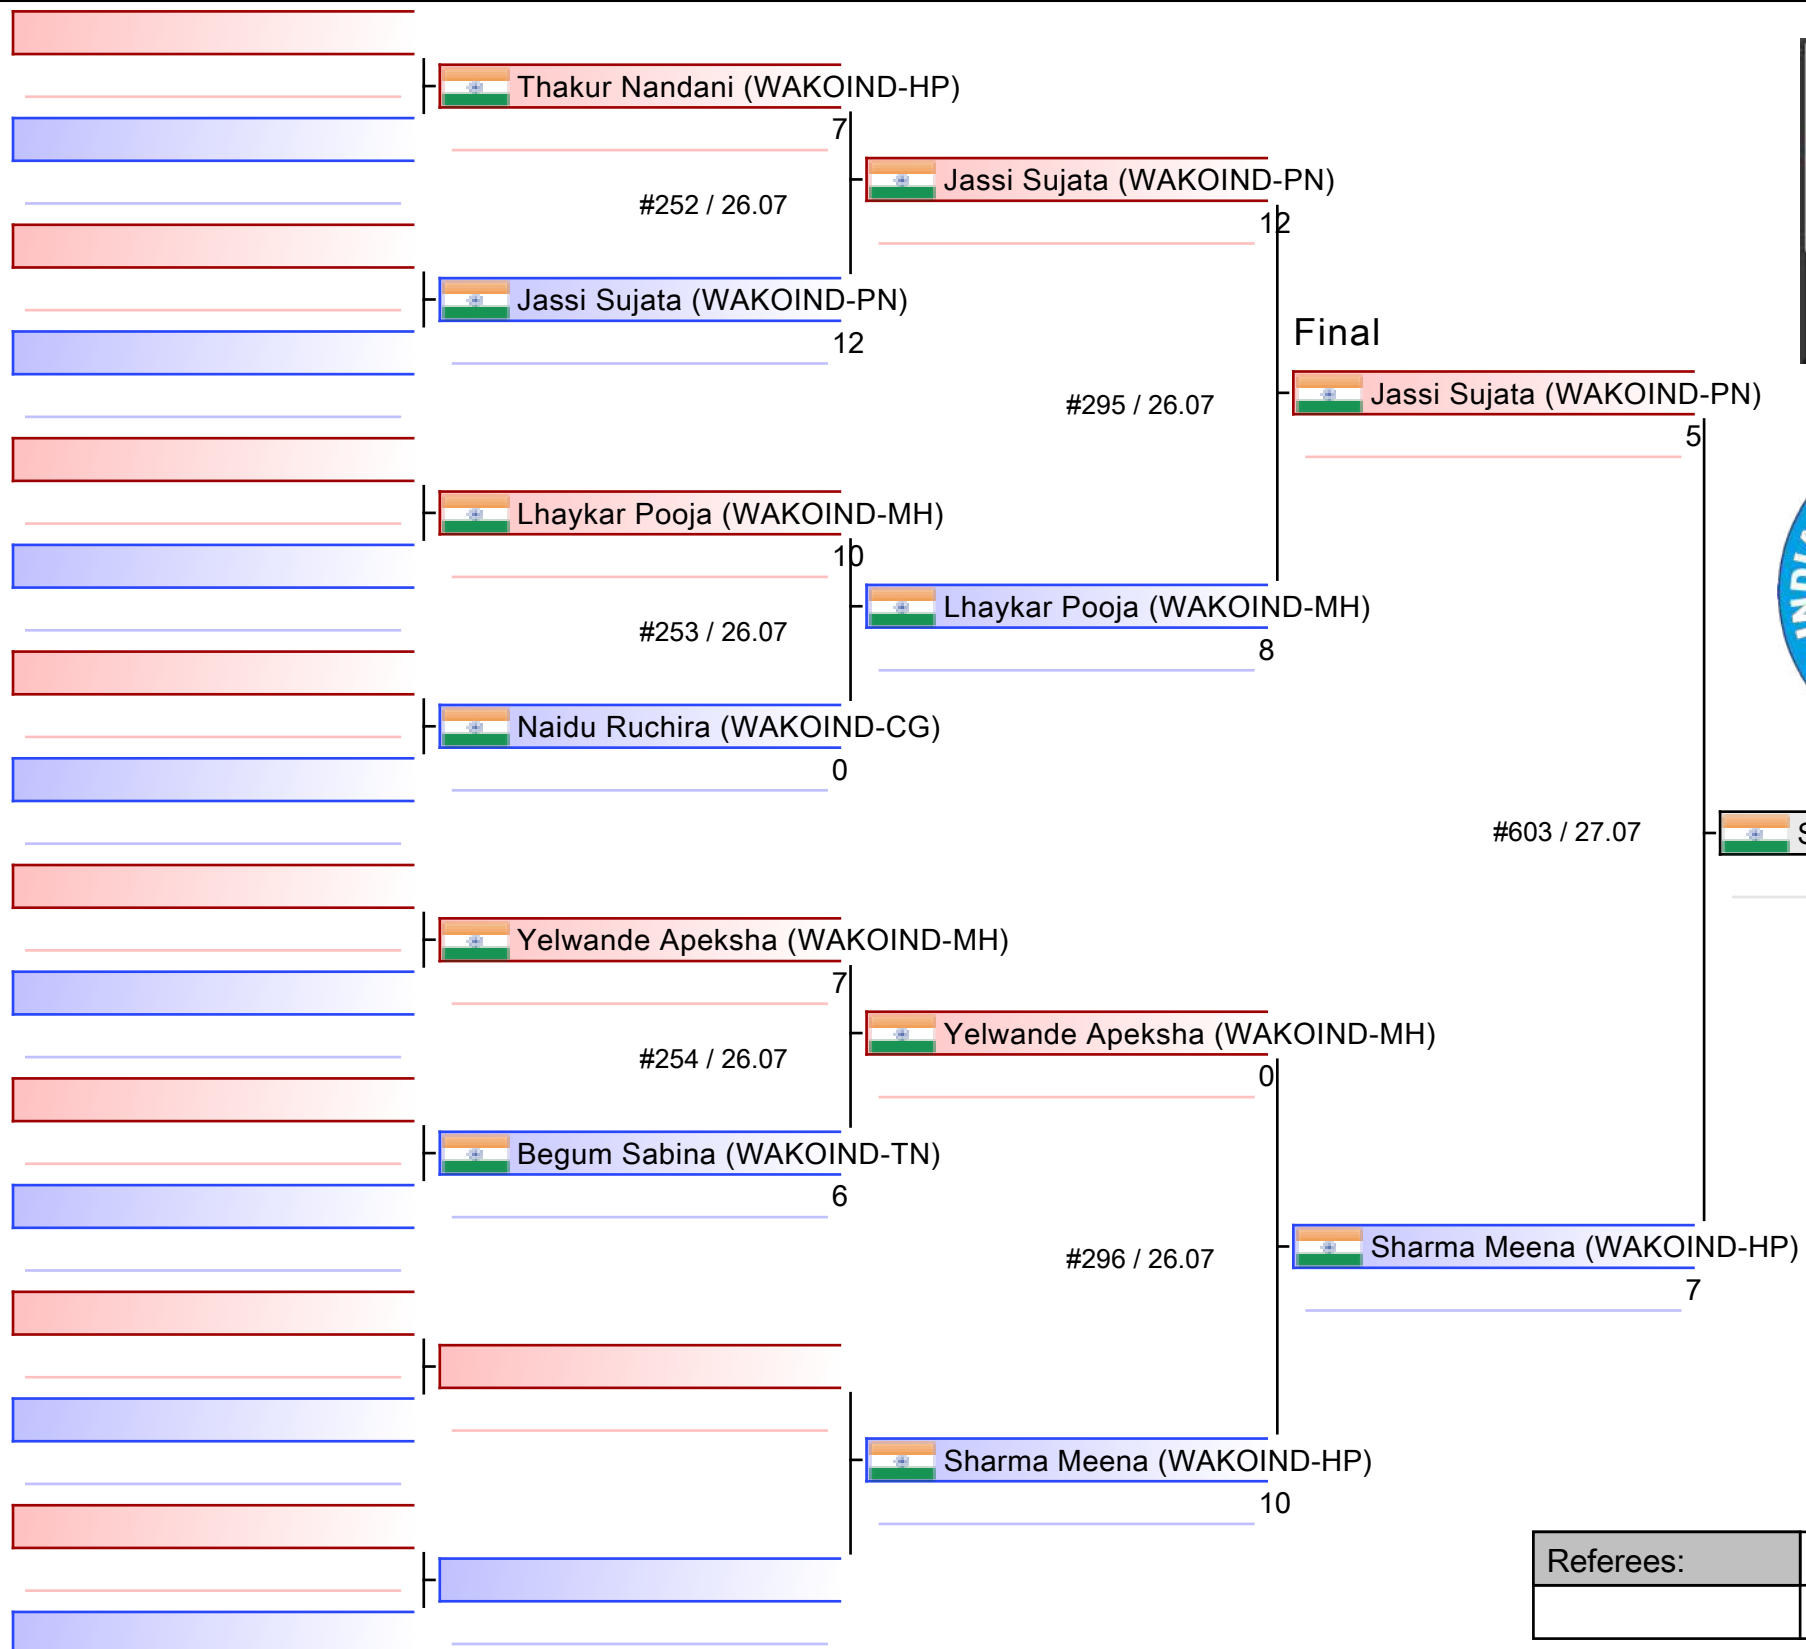 Thakur Nandani (WAKOIND-HP)
7
#252 / 26.07
Jassi Sujata (WAKOIND-PN)
12
Jassi Sujata (WAKOIND-PN)
12
Final
#295 / 26.07
Jassi Sujata (WAKOIND-PN)
5
Lhaykar Pooja (WAKOIND-MH)
10
#253 / 26.07
Lhaykar Pooja (WAKOIND-MH)
8
Naidu Ruchira (WAKOIND-CG)
0
#603 / 27.07
Yelwande Apeksha (WAKOIND-MH)
7
#254 / 26.07
Yelwande Apeksha (WAKOIND-MH)
0
Begum Sabina (WAKOIND-TN)
6
#296 / 26.07
Sharma Meena (WAKOIND-HP)
7
Sharma Meena (WAKOIND-HP)
10
Referees: